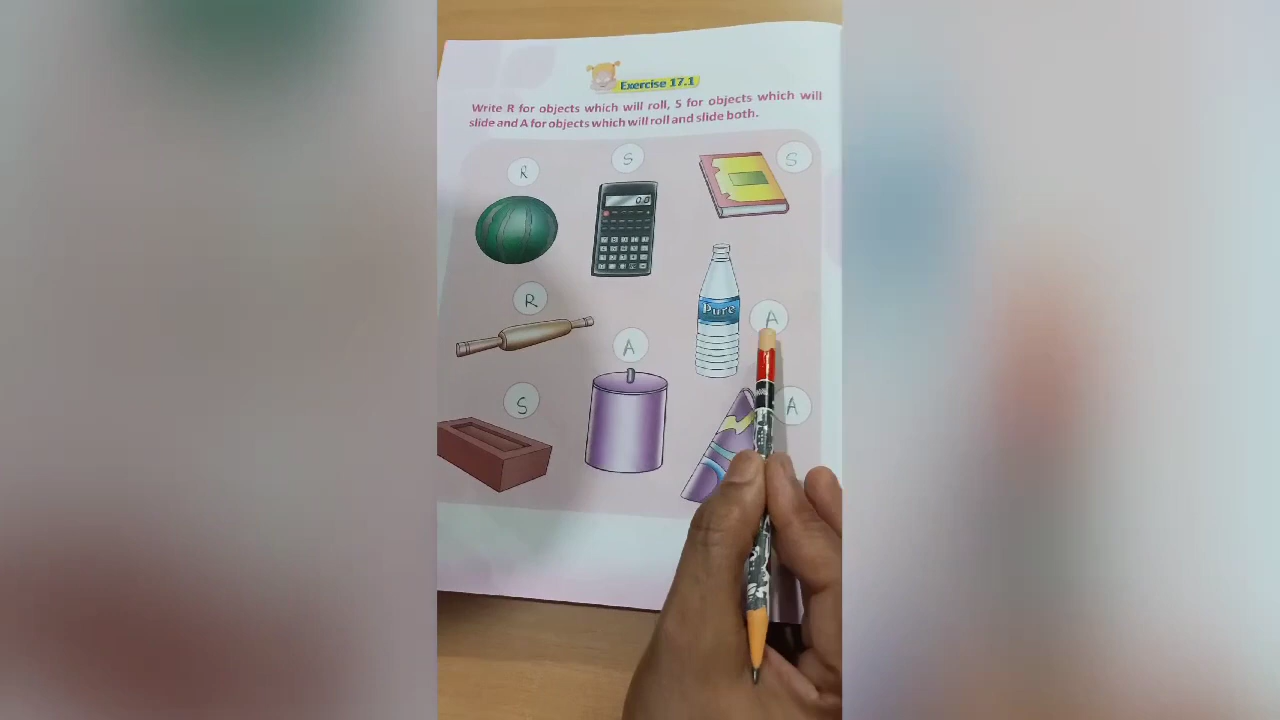 Exercise 17.1
Write R for objects which will roll, S for objects which will
slide and A for objects which will roll and slide both.
R
S
S
0.0
R
Pure
A
A
S
A